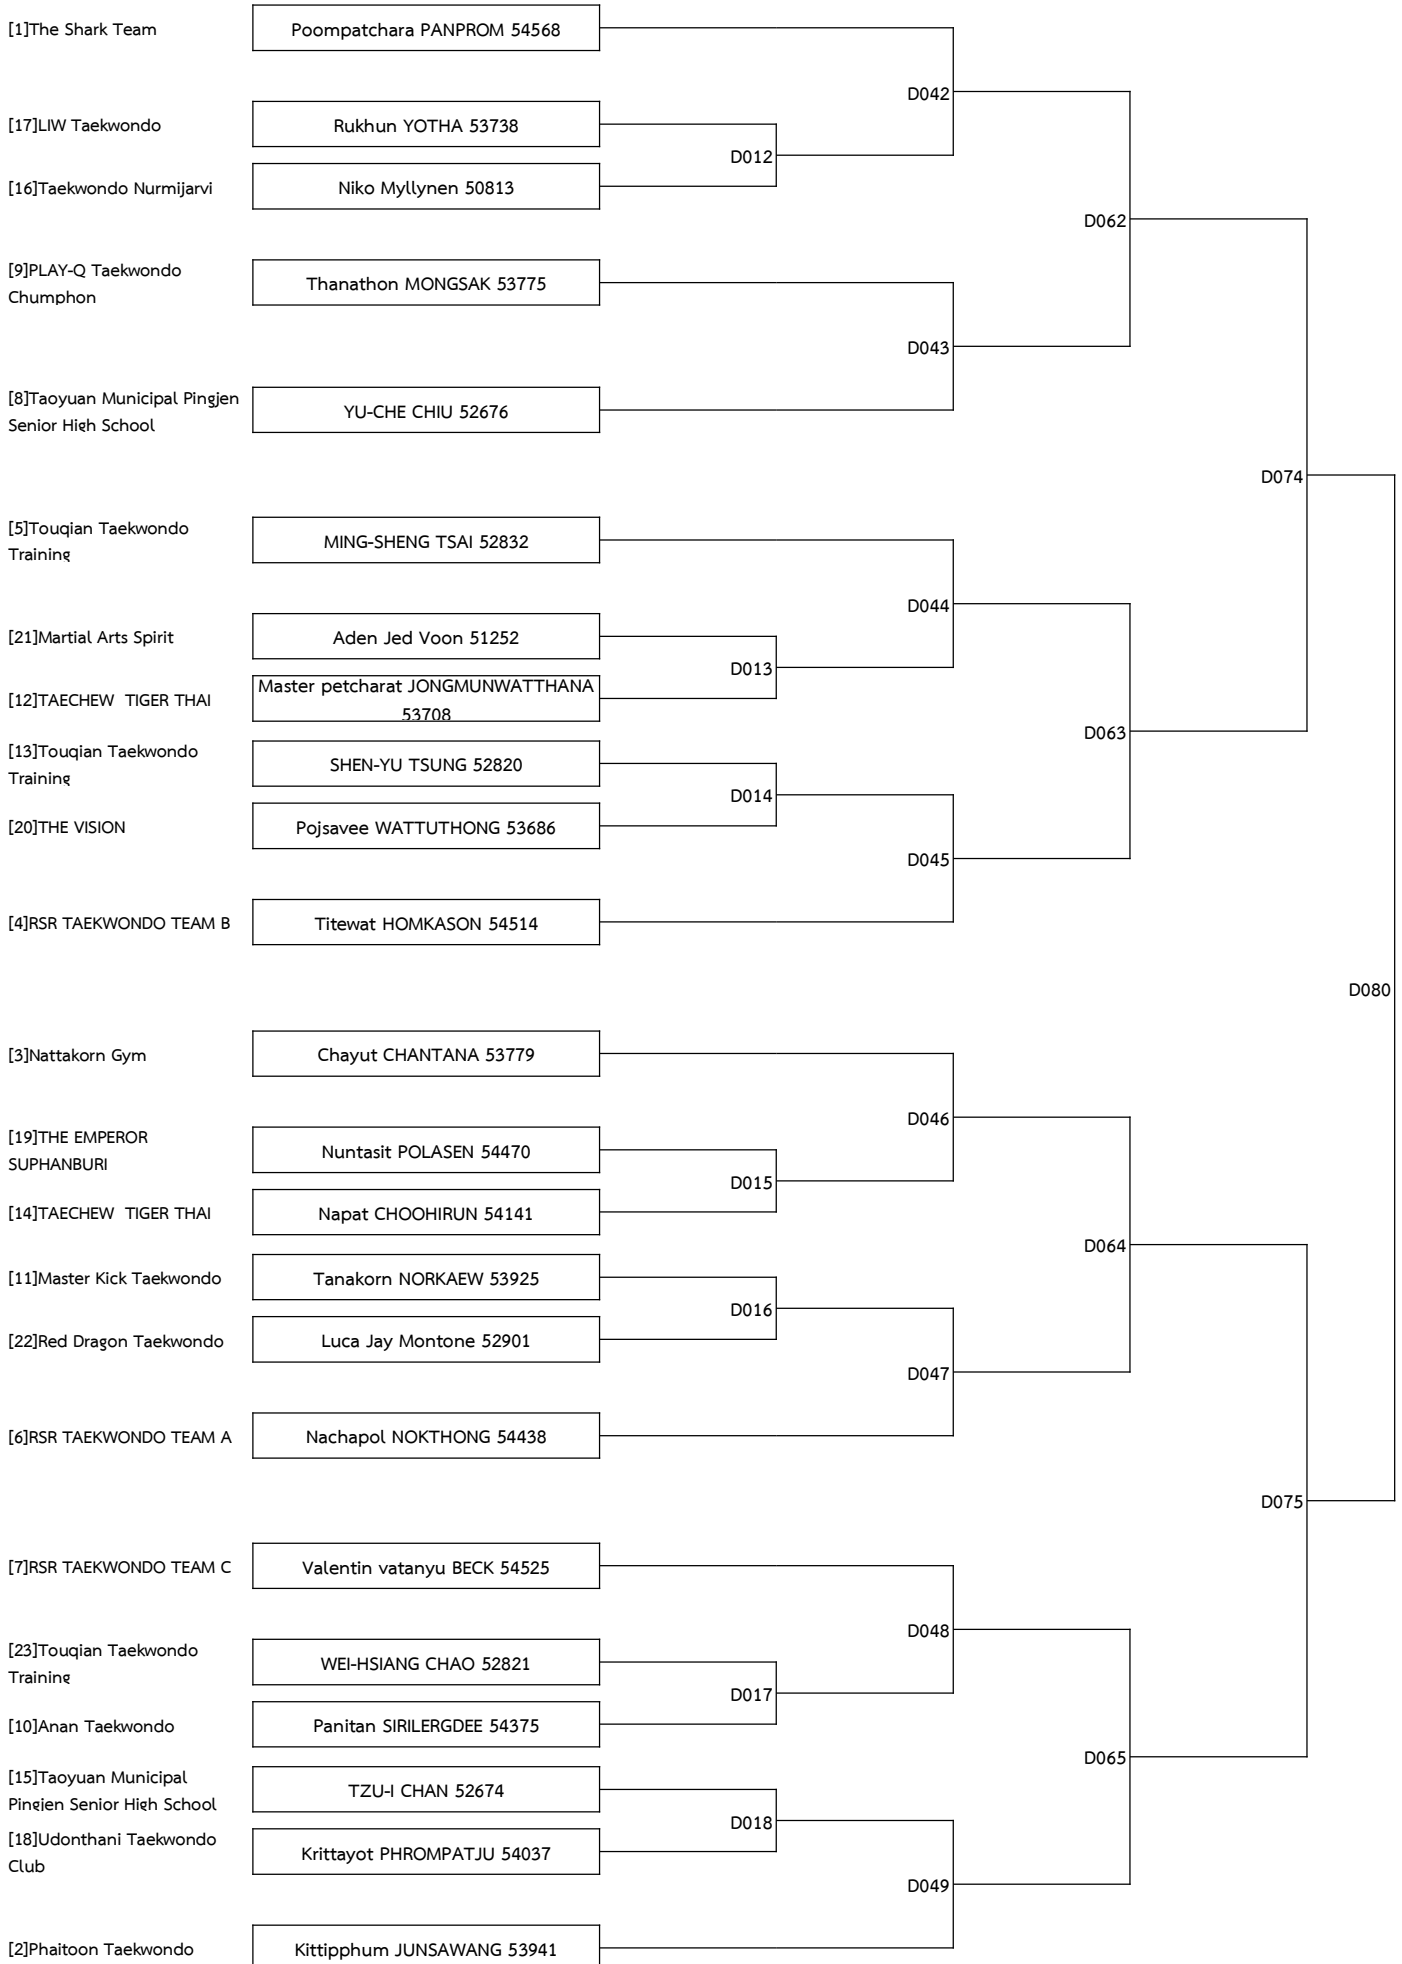 [1]The Shark Team
Poompatchara PANPROM 54568
D042
[17]LIW Taekwondo
Rukhun YOTHA 53738
D012
[16]Taekwondo Nurmijarvi
Niko Myllynen 50813
D062
[9]PLAY-Q Taekwondo
Chumphon
Thanathon MONGSAK 53775
D043
[8]Taoyuan Municipal Pingjen
Senior High School
YU-CHE CHIU 52676
D074
[5]Touqian Taekwondo
Training
MING-SHENG TSAI 52832
D044
[21]Martial Arts Spirit
Aden Jed Voon 51252
D013
[12]TAECHEW  TIGER THAI
Master petcharat JONGMUNWATTHANA
53708
D063
[13]Touqian Taekwondo
Training
SHEN-YU TSUNG 52820
D014
[20]THE VISION
Pojsavee WATTUTHONG 53686
D045
[4]RSR TAEKWONDO TEAM B
Titewat HOMKASON 54514
D080
[3]Nattakorn Gym
Chayut CHANTANA 53779
D046
[19]THE EMPEROR
SUPHANBURI
Nuntasit POLASEN 54470
D015
[14]TAECHEW  TIGER THAI
Napat CHOOHIRUN 54141
D064
[11]Master Kick Taekwondo
Tanakorn NORKAEW 53925
D016
[22]Red Dragon Taekwondo
Luca Jay Montone 52901
D047
[6]RSR TAEKWONDO TEAM A
Nachapol NOKTHONG 54438
D075
[7]RSR TAEKWONDO TEAM C
Valentin vatanyu BECK 54525
D048
[23]Touqian Taekwondo
Training
WEI-HSIANG CHAO 52821
D017
[10]Anan Taekwondo
Panitan SIRILERGDEE 54375
D065
[15]Taoyuan Municipal
Pingjen Senior High School
TZU-I CHAN 52674
D018
[18]Udonthani Taekwondo
Club
Krittayot PHROMPATJU 54037
D049
[2]Phaitoon Taekwondo
Kittipphum JUNSAWANG 53941